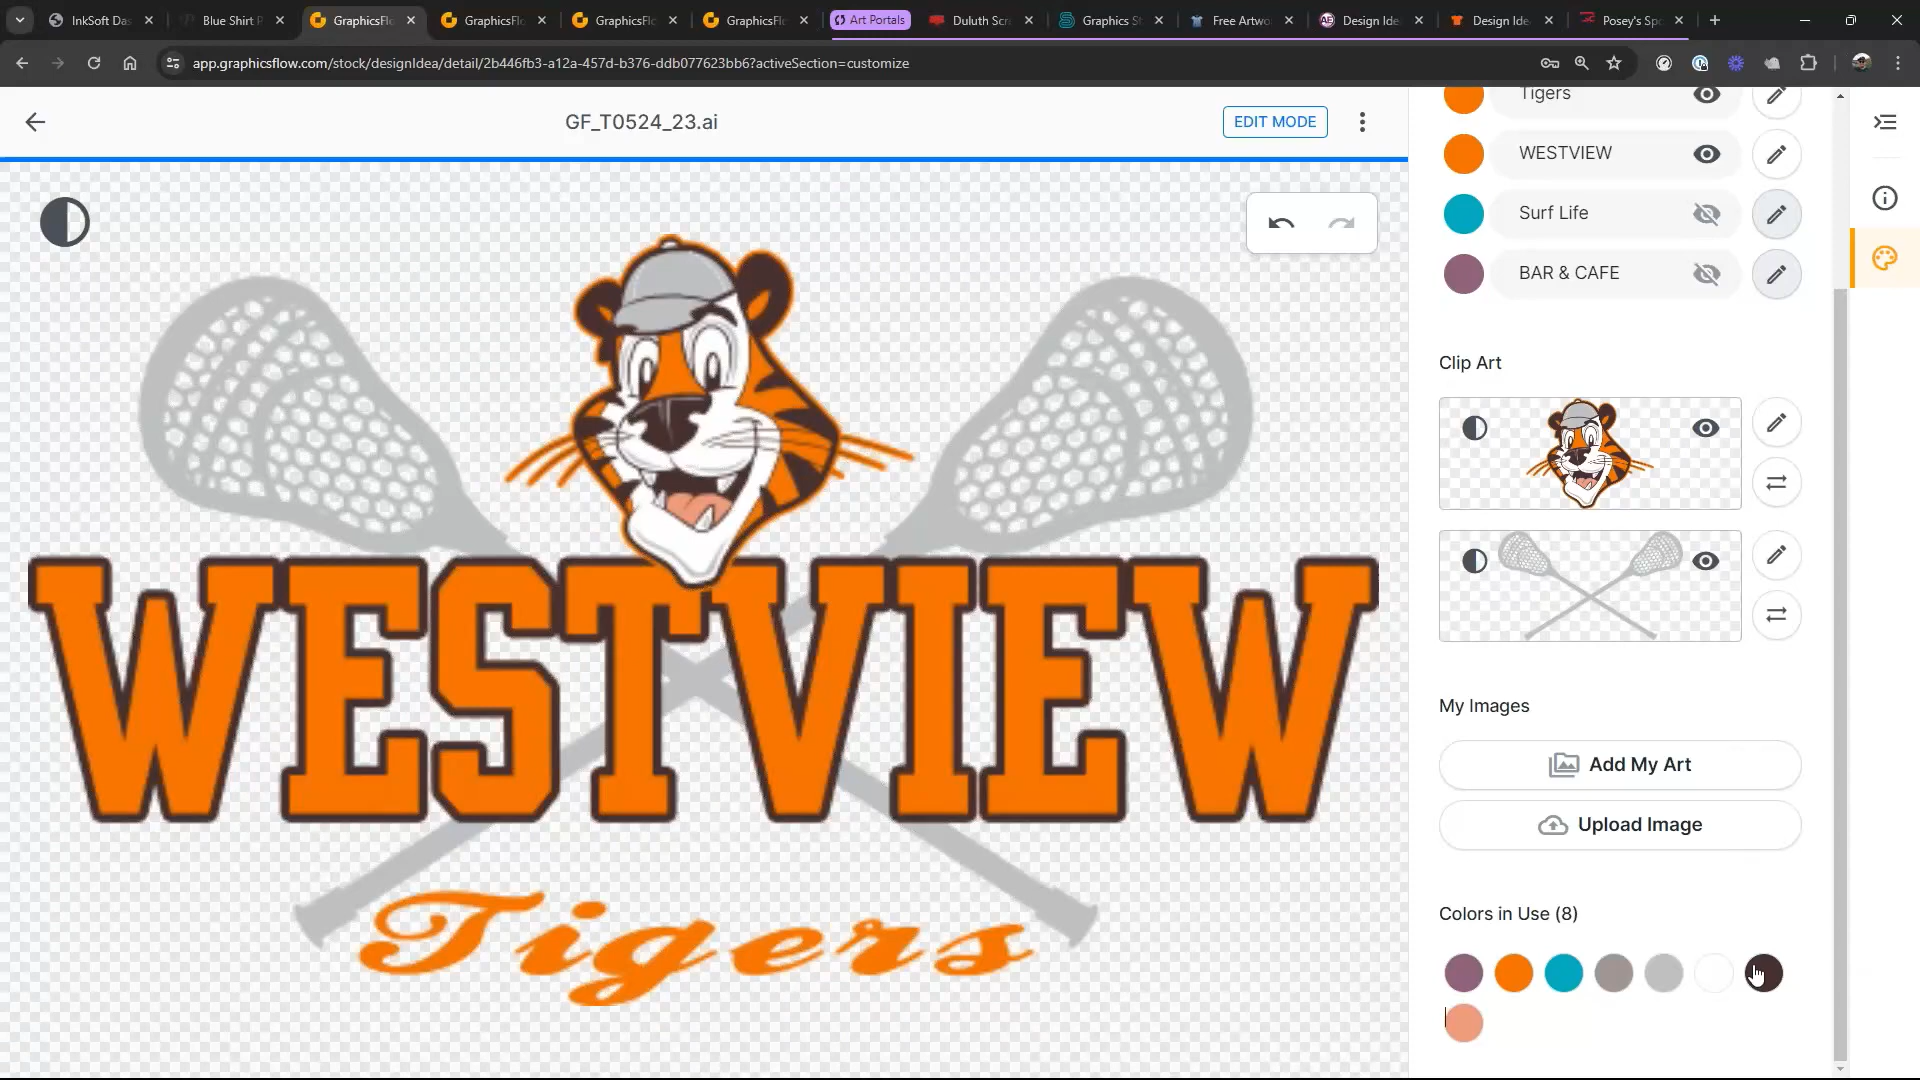 InkSoft Das
Blue Shirt P
GraphicsFlo
GraphicsFlo
GraphicsFlo
GraphicsFlo
Art Portals
Duluth Scr
Graphics St
Free Artwo
Design Ide
Design Ide
Posey's Spo
app.graphicsflow.com/stock/designIdea/detail/2b446fb3-a12a-457d-b376-ddb077623bb6?activeSection=customize
GF_T0524_23.ai
EDIT MODE
Tigers
WESTVIEW
Surf Life
BAR & CAFE
Clip Art
My Images
Add My Art
Upload Image
Colors in Use (8)
WESTVIEW
Tigers